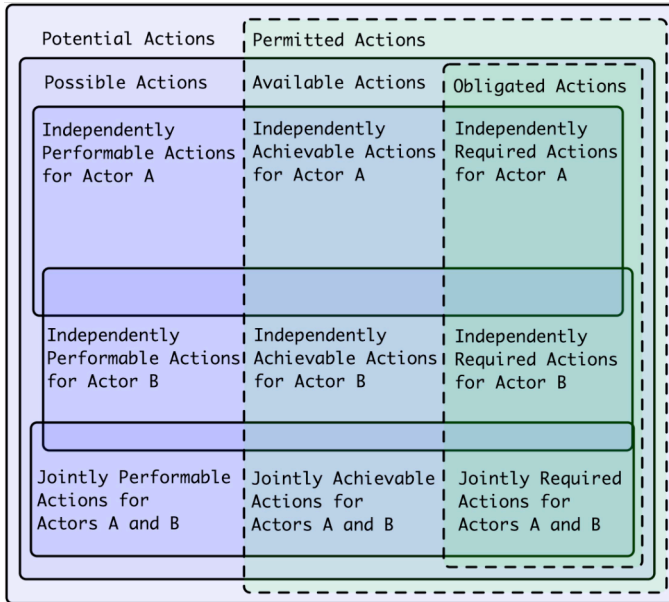 Potential Actions
Permitted Actions
Possible Actions
Available Actions
Obligated Actions
Independently
Performable Actions
for Actor A
Independently
Achievable Actions
for Actor A
Independently
Required Actions
for Actor A
Independently
Performable Actions
for Actor B
Independently
Achievable Actions
for Actor B
Independently
Required Actions
for Actor B
Jointly Performable
Actions for
Actors A and B
Jointly Achievable
Actions for
Actors A and B
Jointly Required
Actions for
Actors A and B